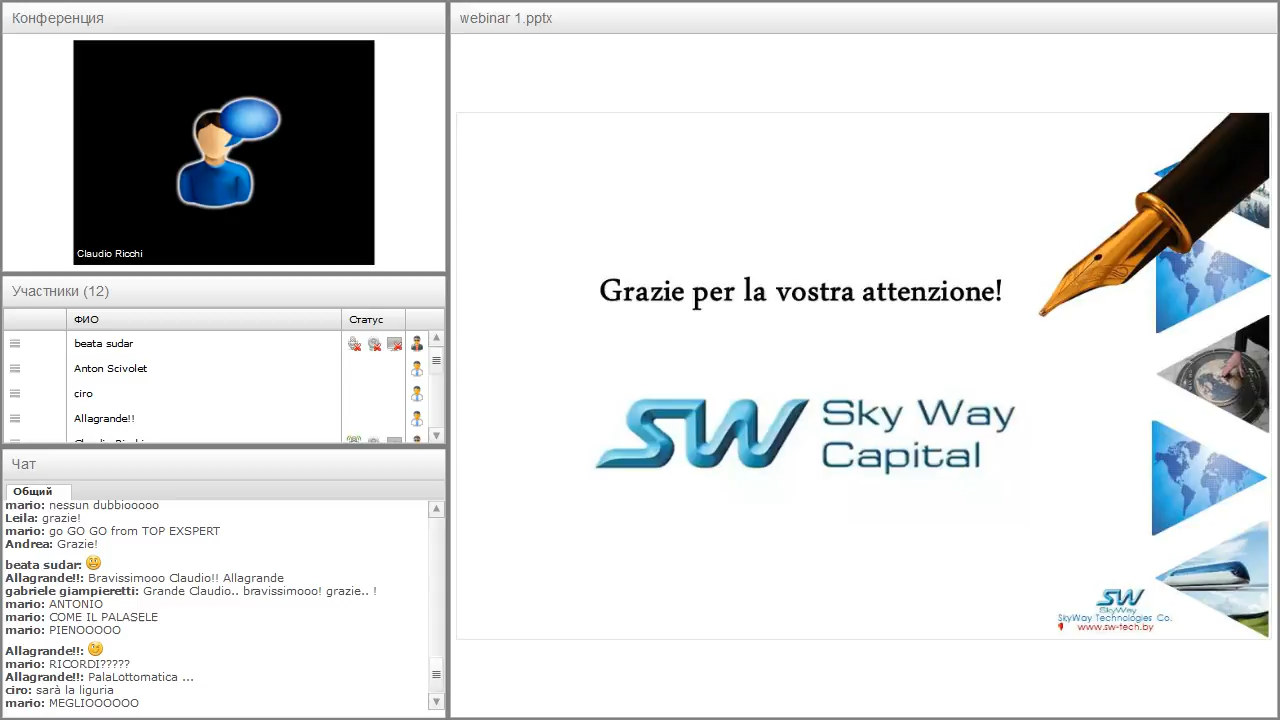 Конференция
Claudio Ricchi
Участники (12)
ФИО
Статус
beata sudar
Anton Scivolet
ciro
Allagrande!!
Чат
Общий
mario: nessun dubbiooooo
Leila: grazie!
mario: go GO GO from TOP EXSPERT
Andrea: Grazie!
beata sudar:
Allagrande!!: Bravissimooo Claudio!! Allagrande
gabriele giampieretti: Grande Claudio.. bravissimooo! grazie.. !
mario: ANTONIO
mario: COME IL PALASELE
mario: PIENOOOOO
Allagrande!!:
mario: RICORDI?????
Allagrande!!: PalaLottomatica ...
ciro: sarà la liguria
mario: MEGLIOOOOOO
webinar 1.pptx
Grazie per la vostra attenzione!
SW Sky Way
Capital
SW
SkyWay
SkyWay Technologies Co.
www.sw-tech.by